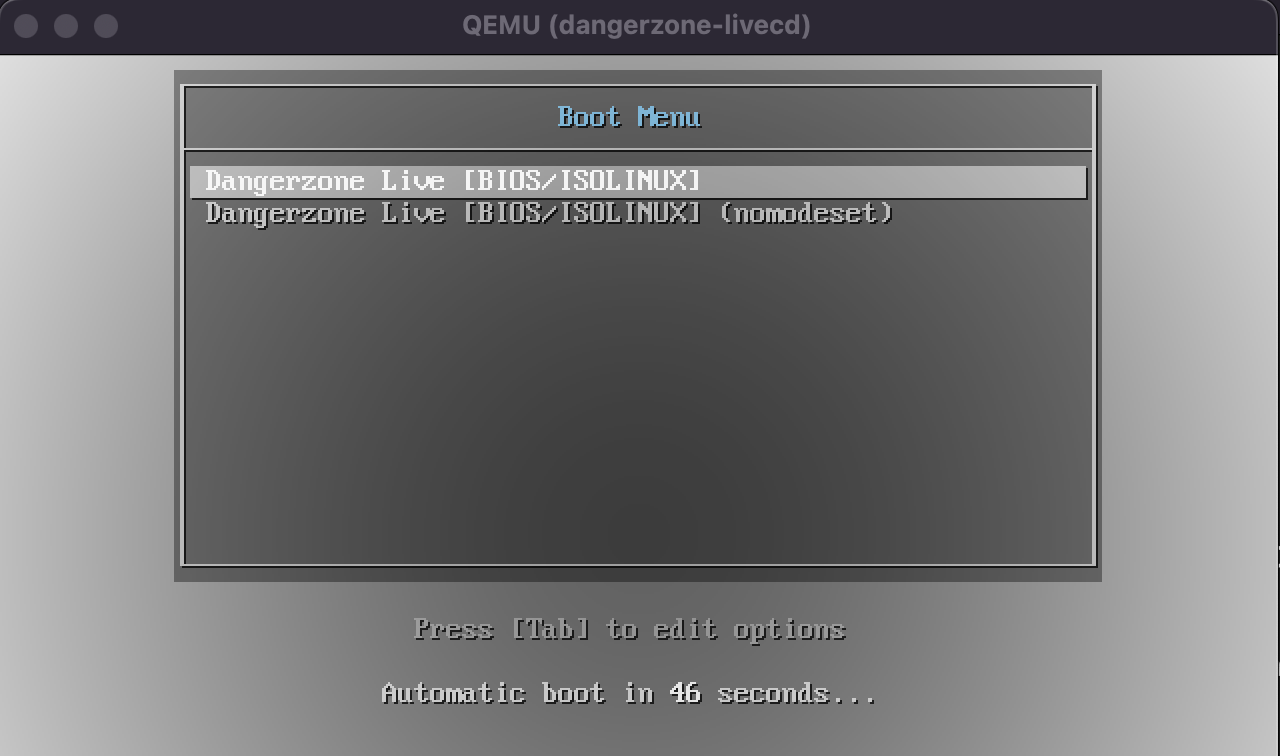 QEMU (dangerzone-livecd)
Boot Menu
Dangerzone Live [BIOS/ISOLINUX]
Dangerzone Live [BIOS/ISOLINUX] (nomodeset)
Press [Tab] to edit options
Automatic boot in 46 seconds...